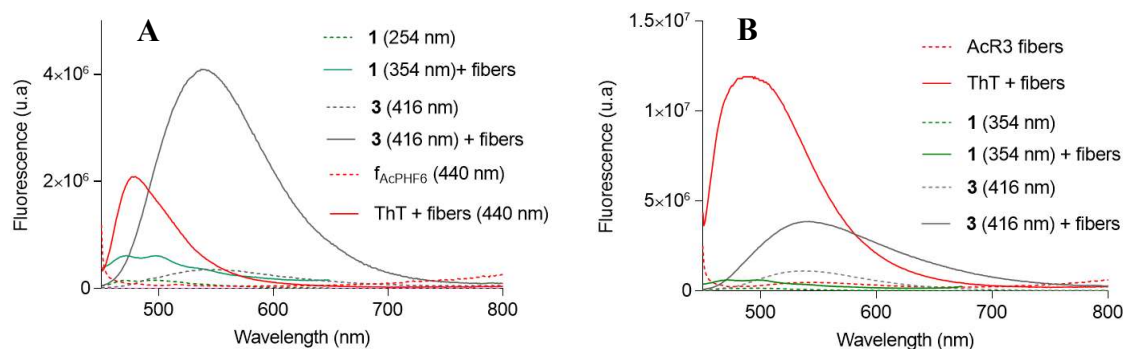 A
1 (254 nm)
1 (354 nm)+ fibers
3 (416 nm)
3 (416 nm) + fibers
fAcPHF6 (440 nm)
ThT + fibers (440 nm)
Fluorescence (u.a)
4×10⁶
2×10⁶
0
500
600
700
800
Wavelength (nm)
B
AcR3 fibers
ThT + fibers
1 (354 nm)
1 (354 nm) + fibers
3 (416 nm)
3 (416 nm) + fibers
Fluorescence (u.a)
1.5×10⁷
1.0×10⁷
5.0×10⁶
0
500
600
700
800
Wavelength (nm)